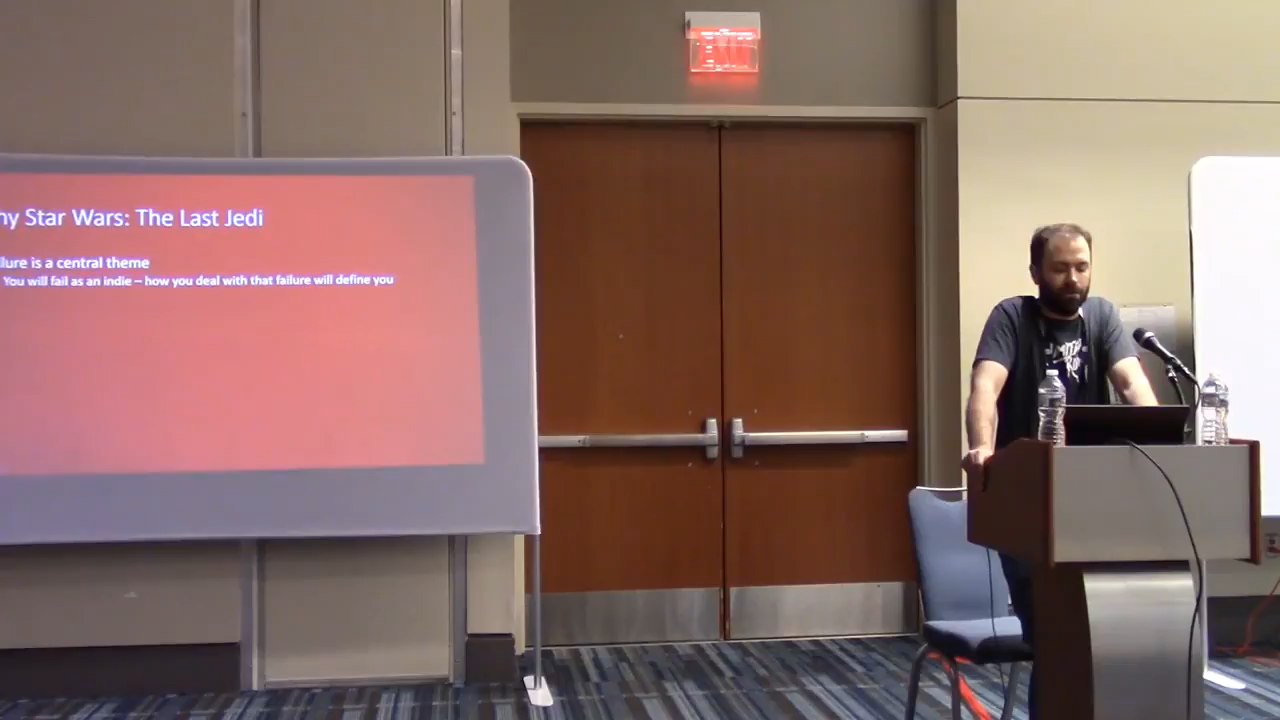 EXIT
hy Star Wars: The Last Jedi
lure is a central theme
You will fail as an indie – how you deal with that failure will define you